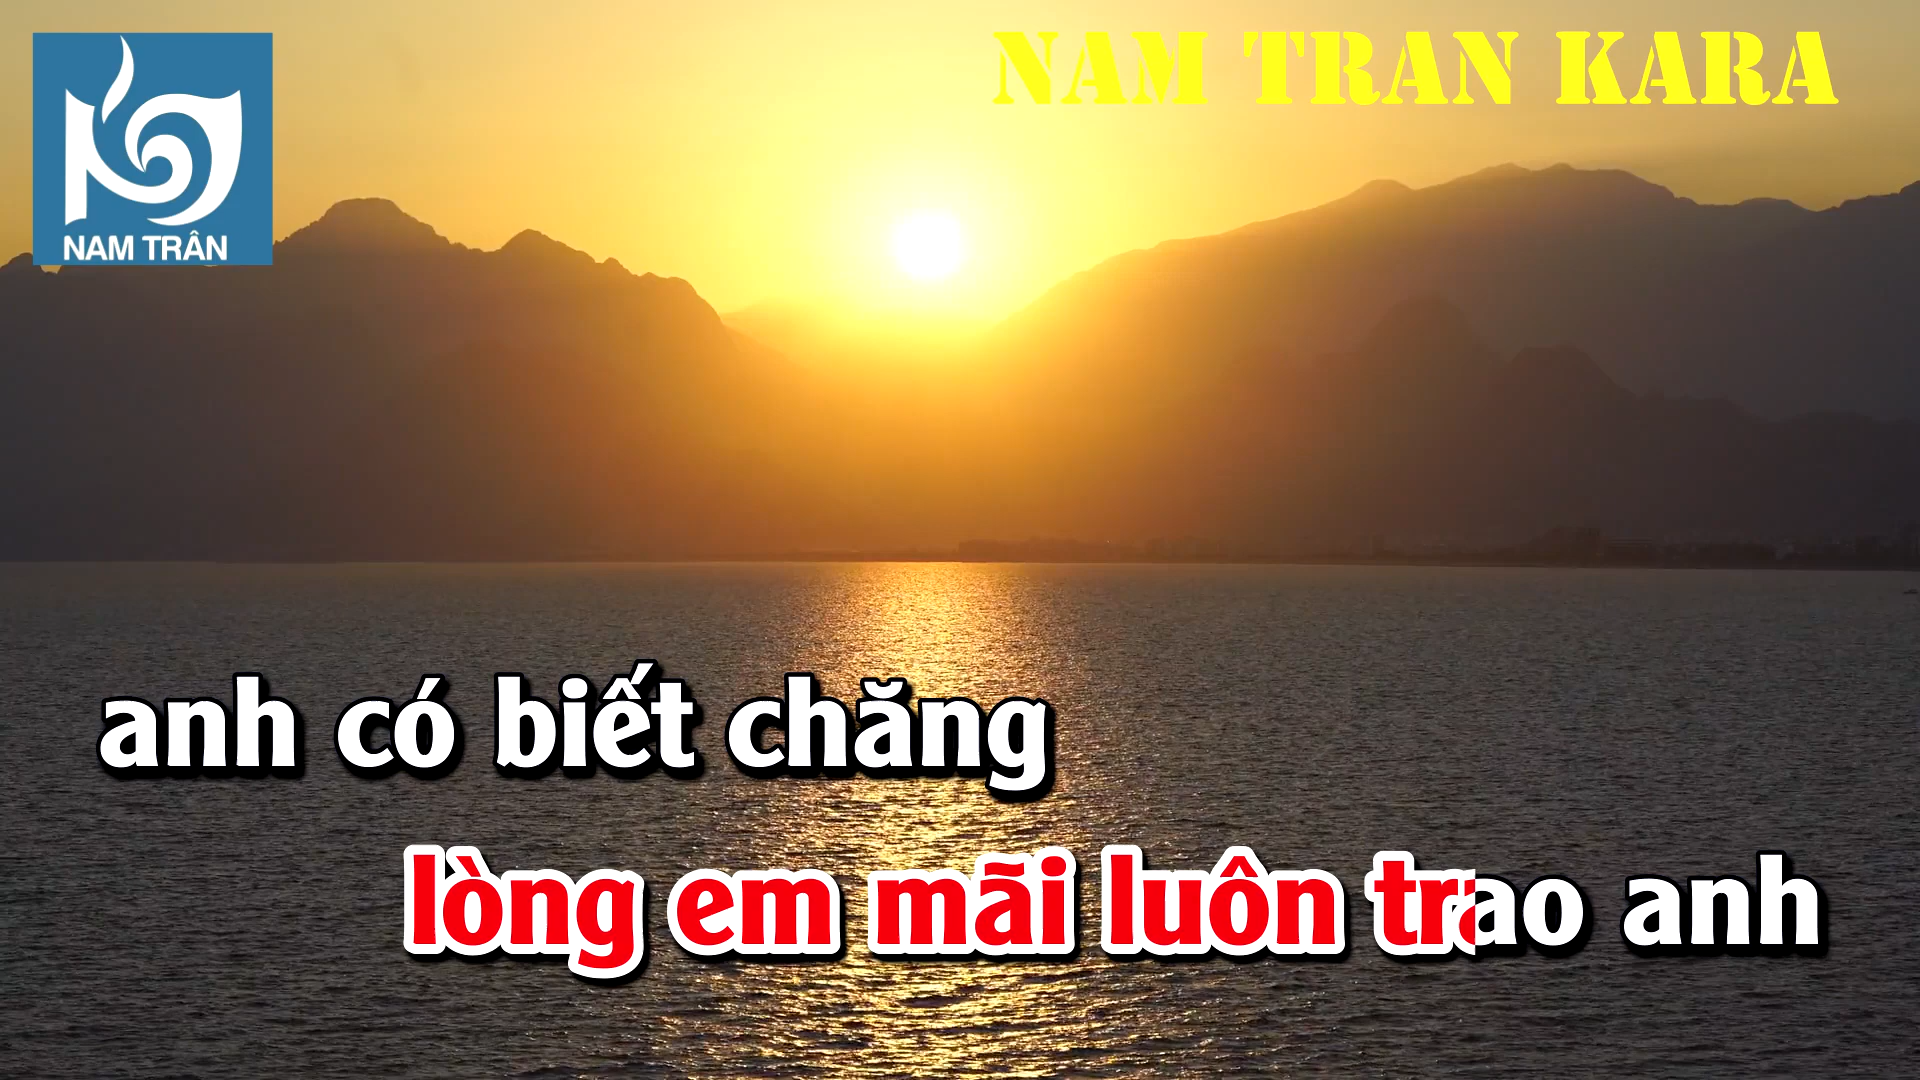 NAM TRAN KARA
NAM TRÂN
anh có biết chăng
lòng em mãi luôn trao anh